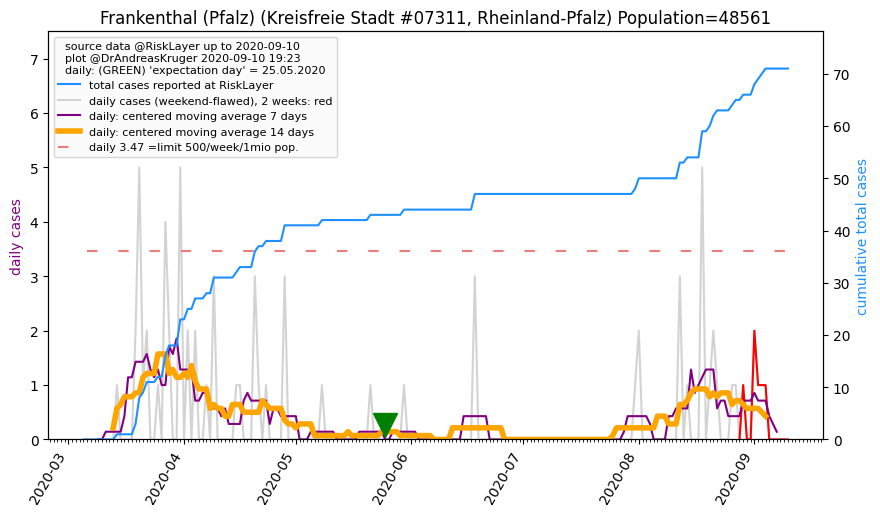 Frankenthal (Pfalz) (Kreisfreie Stadt #07311, Rheinland-Pfalz) Population=48561
source data @RiskLayer up to 2020-09-10
plot @DrAndreasKruger 2020-09-10 19:23
daily: (GREEN) 'expectation day' = 25.05.2020
total cases reported at RiskLayer
daily cases (weekend-flawed), 2 weeks: red
daily: centered moving average 7 days
daily: centered moving average 14 days
daily 3.47 =limit 500/week/1mio pop.
daily cases
7
6
5
4
3
2
1
0
cumulative total cases
70
60
50
40
30
20
10
0
2020-03
2020-04
2020-05
2020-06
2020-07
2020-08
2020-09